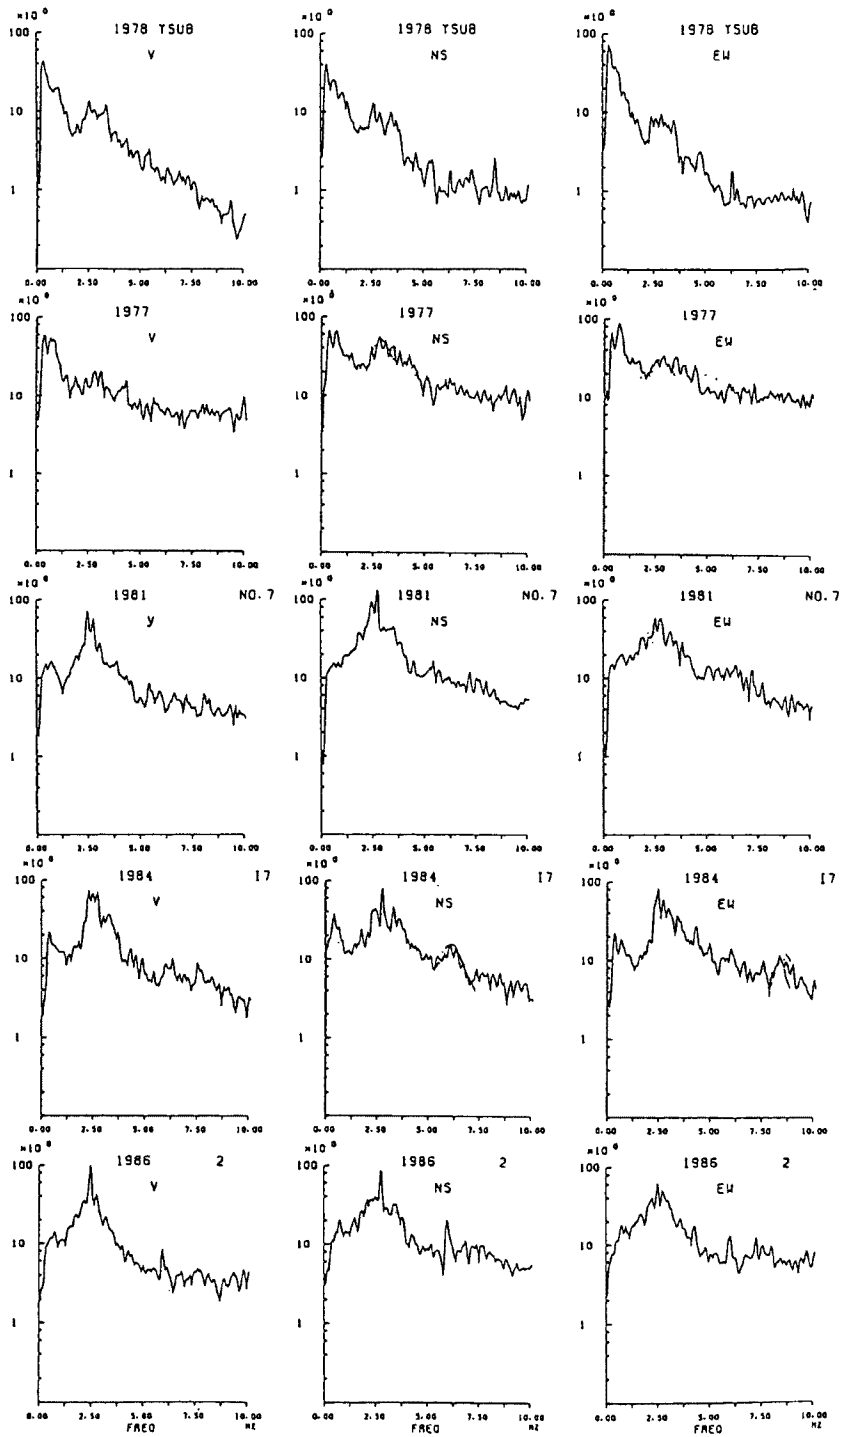 ×10⁰ 1978 TSUB ×10⁰ 1978 TSUB ×10⁰ 1978 TSUB
100 V 100 NS 100 EW
10 10 10
1 1 1
0.00 2.50 5.00 7.50 10.00 0.00 2.50 5.00 7.50 10.00 0.00 2.50 5.00 7.50 10.00
×10⁰ 1977 ×10⁰ 1977 ×10⁰ 1977
100 V 100 NS 100 EW
10 10 10
1 1 1
0.00 2.50 5.00 7.50 10.00 0.00 2.50 5.00 7.50 10.00 0.00 2.50 5.00 7.50 10.00
×10⁰ 1981 NO.7 ×10⁰ 1981 NO.7 ×10⁰ 1981 NO.7
100 V 100 NS 100 EW
10 10 10
1 1 1
0.00 2.50 5.00 7.50 10.00 0.00 2.50 5.00 7.50 10.00 0.00 2.50 5.00 7.50 10.00
×10⁰ 1984 I7 ×10⁰ 1984 I7 ×10⁰ 1984 I7
100 V 100 NS 100 EW
10 10 10
1 1 1
0.00 2.50 5.00 7.50 10.00 0.00 2.50 5.00 7.50 10.00 0.00 2.50 5.00 7.50 10.00
×10⁰ 1986 2 ×10⁰ 1986 2 ×10⁰ 1986 2
100 V 100 NS 100 EW
10 10 10
1 1 1
0.00 2.50 5.00 7.50 10.00 0.00 2.50 5.00 7.50 10.00 0.00 2.50 5.00 7.50 10.00
FREQ HZ FREQ HZ FREQ HZ